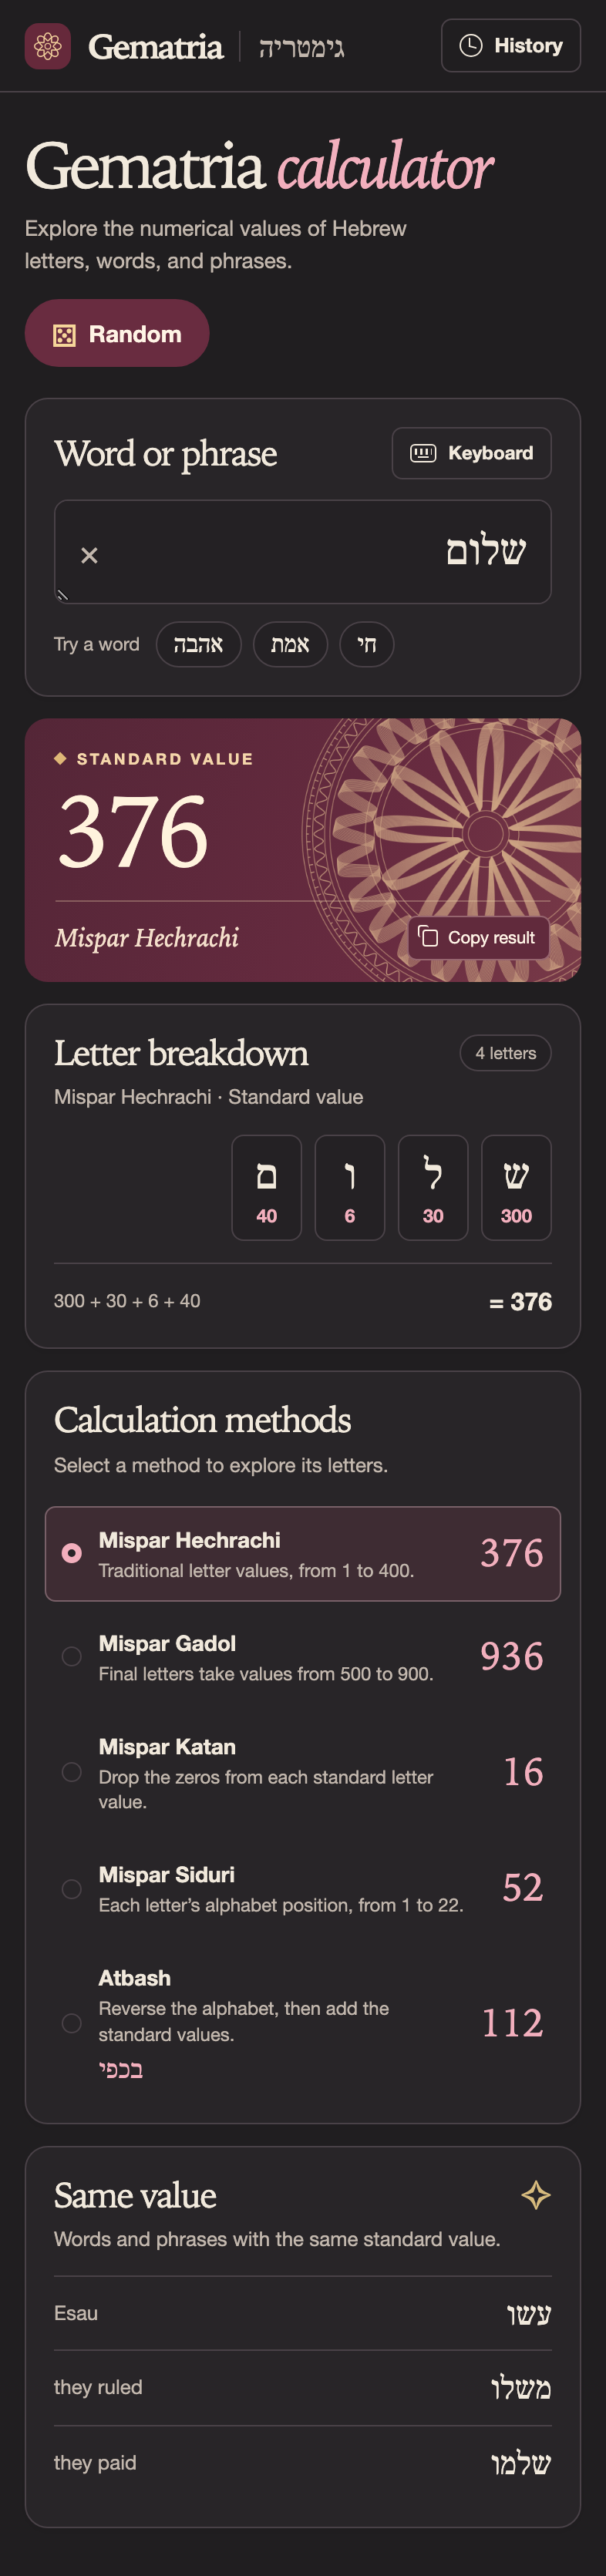 Gematria | גימטריה
History
Gematria calculator
Explore the numerical values of Hebrew
letters, words, and phrases.
Random
Word or phrase
Keyboard
שלום
Try a word אהבה אמת חי
STANDARD VALUE
376
Mispar Hechrachi
Copy result
Letter breakdown
4 letters
Mispar Hechrachi · Standard value
ש ל ו ם
300 30 6 40
300 + 30 + 6 + 40
= 376
Calculation methods
Select a method to explore its letters.
Mispar Hechrachi
Traditional letter values, from 1 to 400.
376
Mispar Gadol
Final letters take values from 500 to 900.
936
Mispar Katan
Drop the zeros from each standard letter
value.
16
Mispar Siduri
Each letter’s alphabet position, from 1 to 22.
52
Atbash
Reverse the alphabet, then add the
standard values.
בכפי
112
Same value
Words and phrases with the same standard value.
Esau
עשו
they ruled
משלו
they paid
שלמו